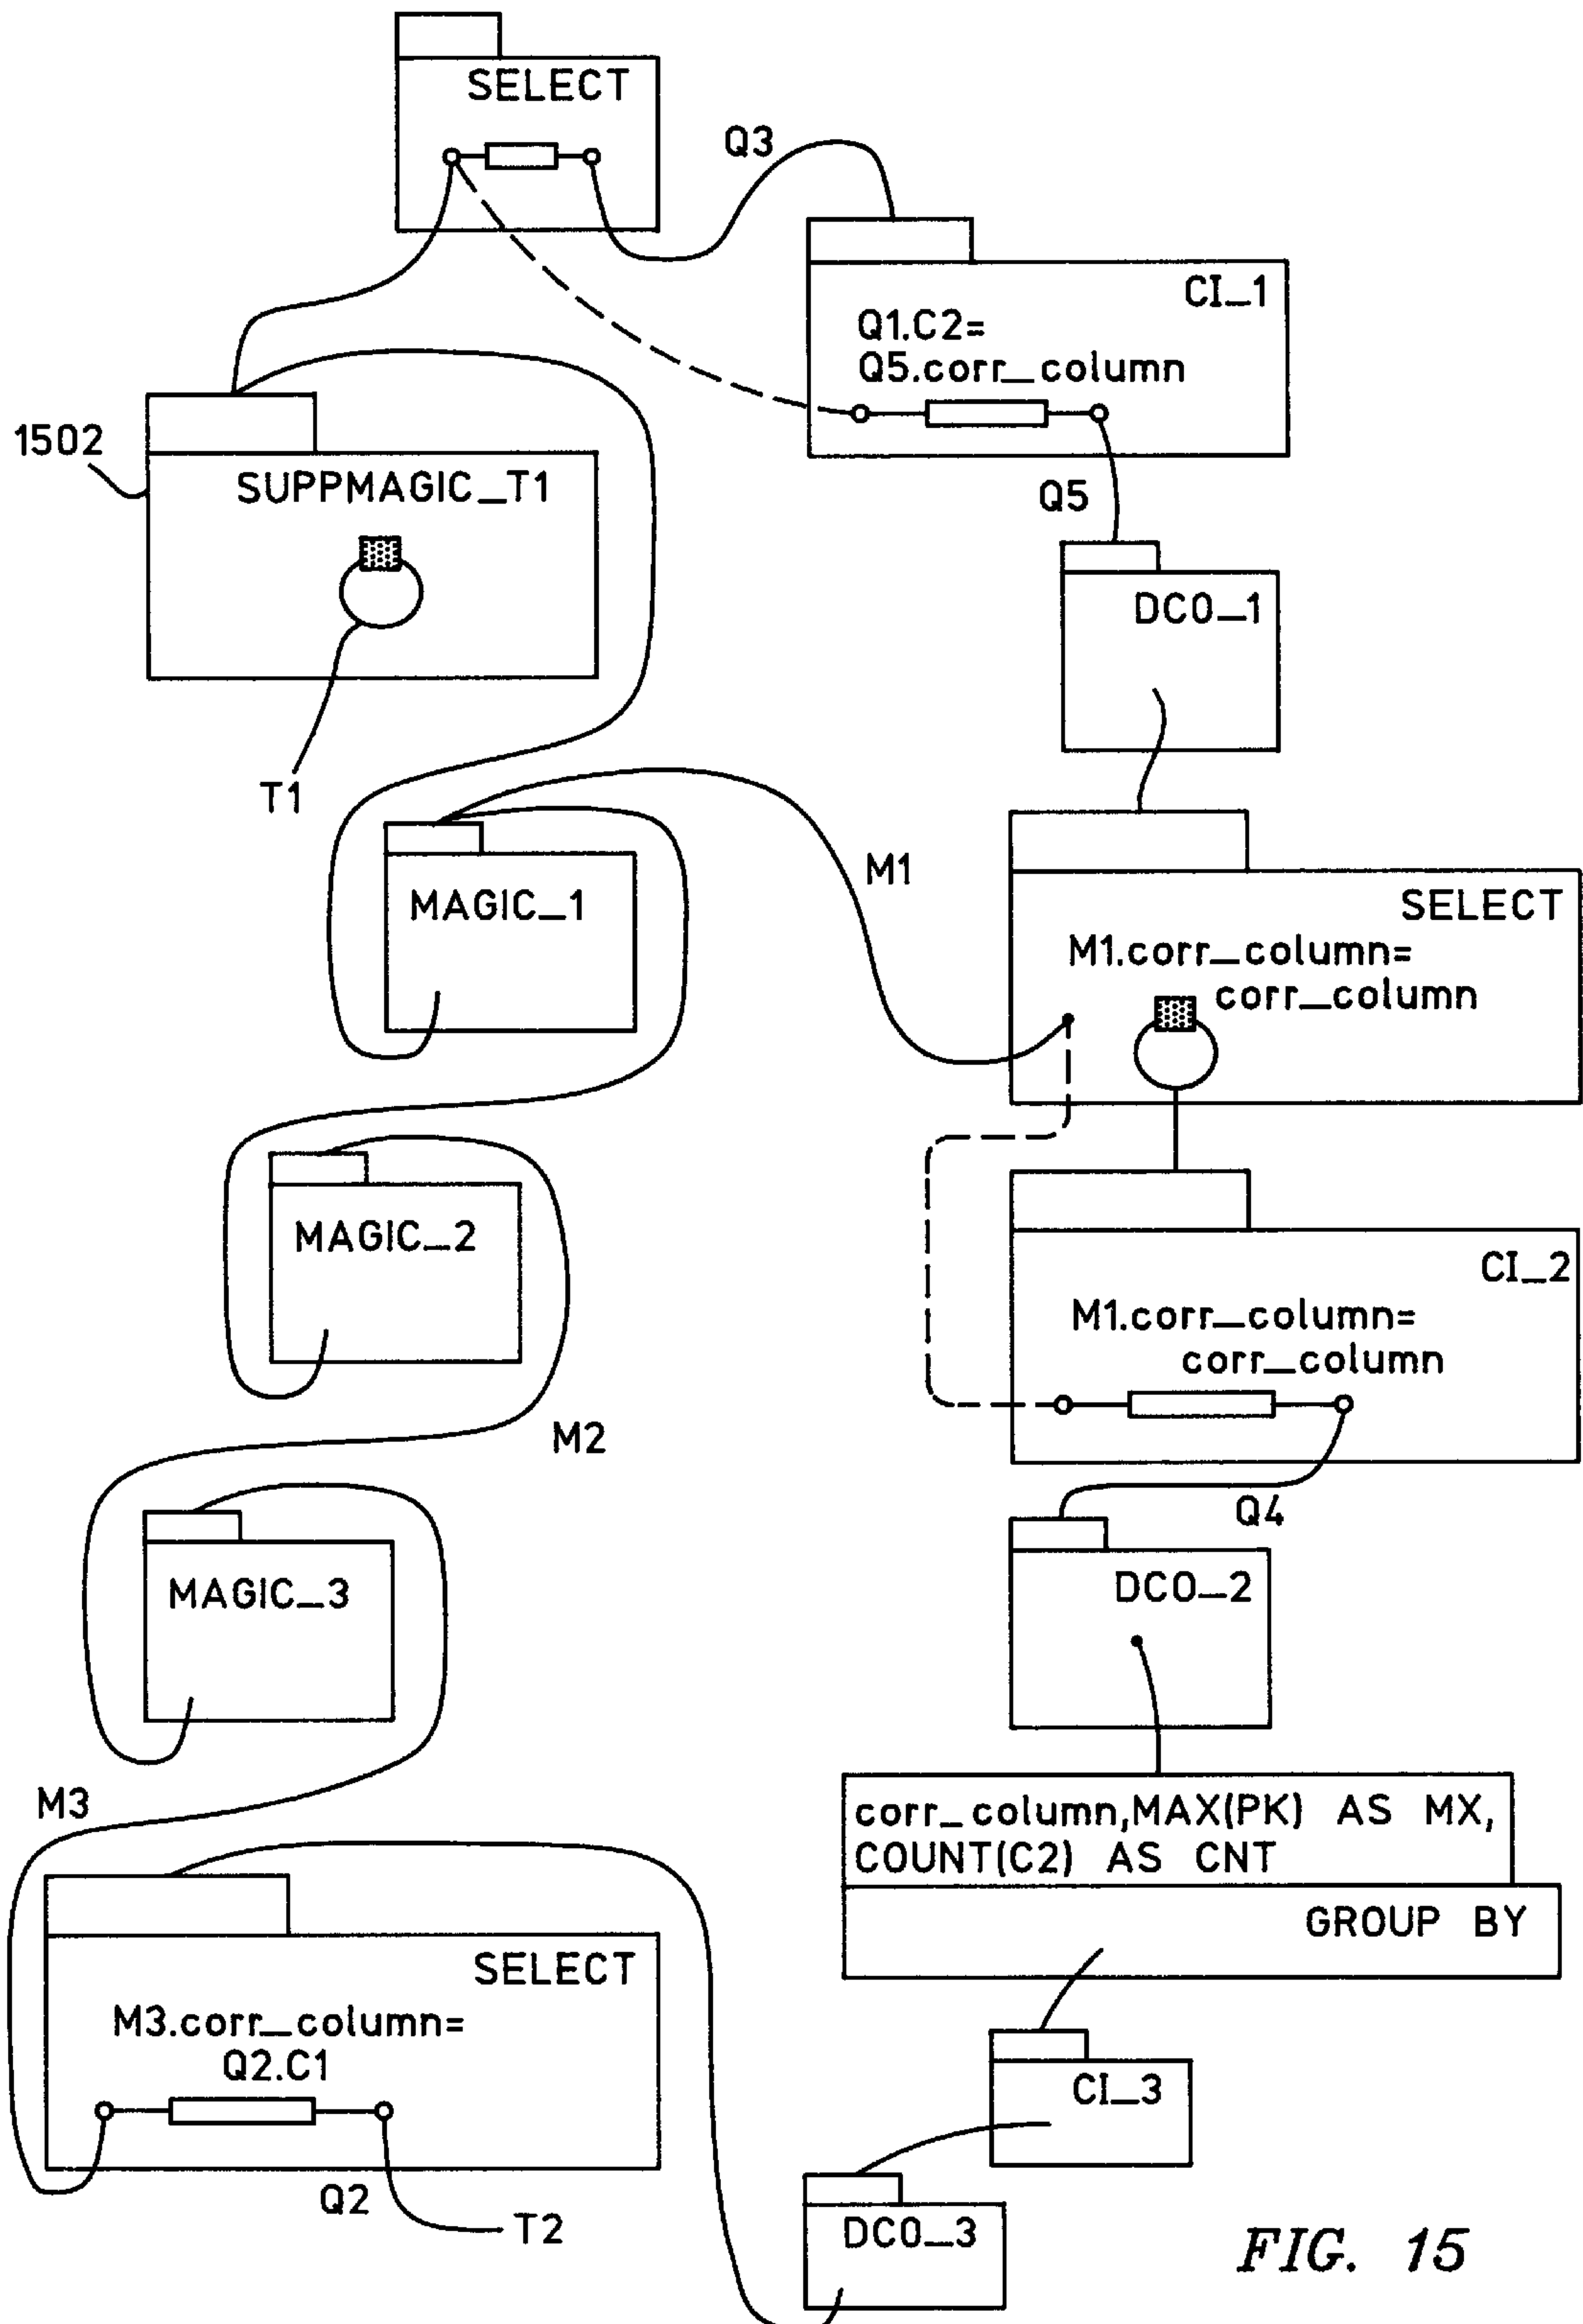 SELECT
Q3
CI_1
Q1.C2=
Q5.corr_column
1502
SUPPMAGIC_T1
Q5
DCO_1
T1
M1
MAGIC_1
SELECT
M1.corr_column=
corr_column
MAGIC_2
CI_2
M1.corr_column=
corr_column
M2
Q4
MAGIC_3
DCO_2
M3
corr_column,MAX(PK) AS MX,
COUNT(C2) AS CNT
GROUP BY
SELECT
M3.corr_column=
Q2.C1
CI_3
Q2
T2
DCO_3
FIG. 15